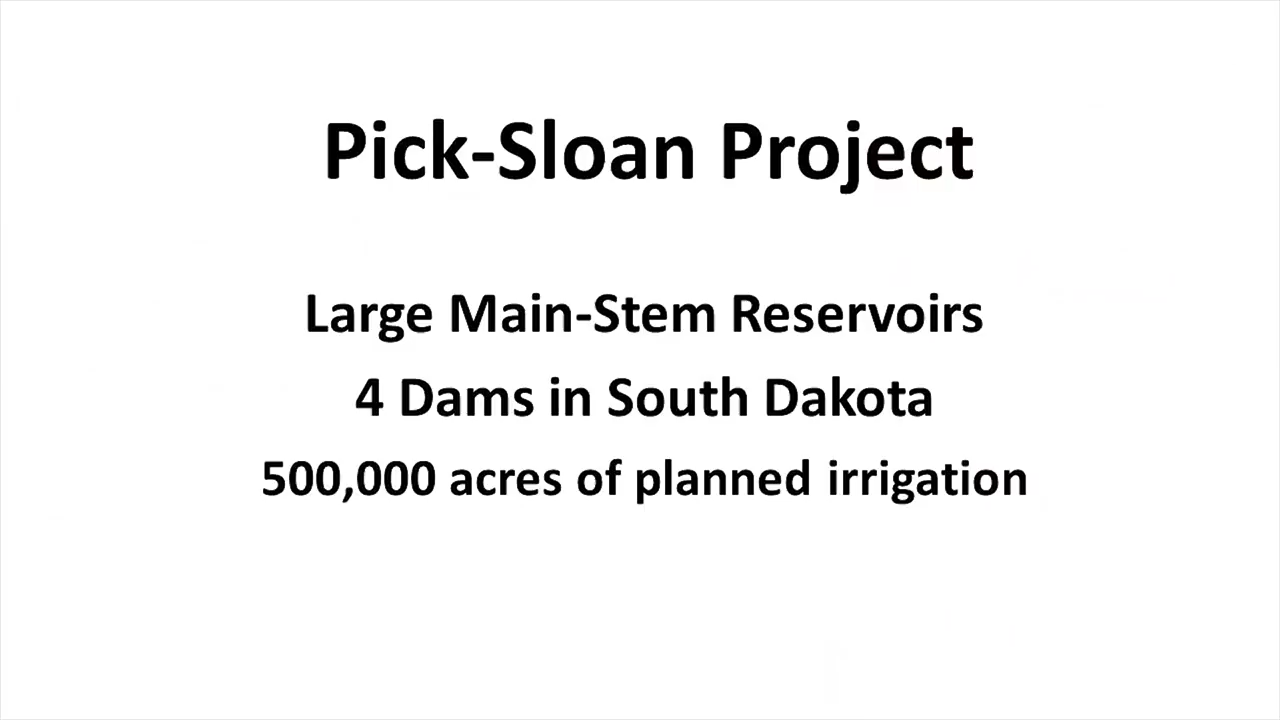 Pick-Sloan Project
Large Main-Stem Reservoirs
4 Dams in South Dakota
500,000 acres of planned irrigation